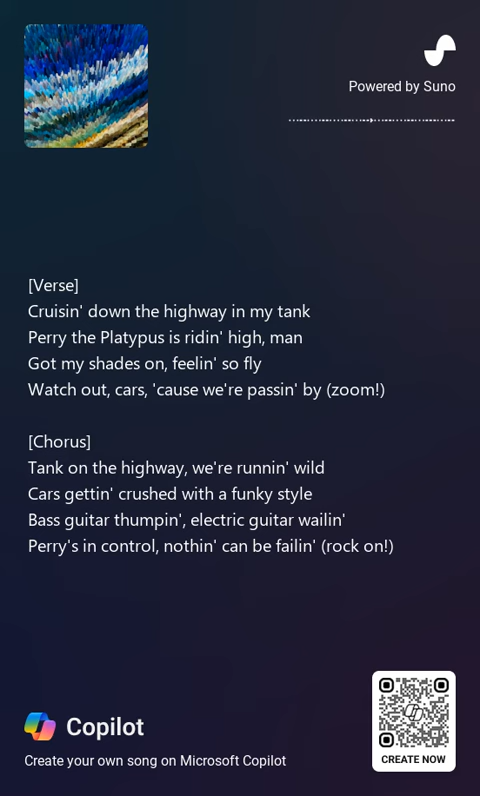 Powered by Suno
[Verse]
Cruisin' down the highway in my tank
Perry the Platypus is ridin' high, man
Got my shades on, feelin' so fly
Watch out, cars, 'cause we're passin' by (zoom!)
[Chorus]
Tank on the highway, we're runnin' wild
Cars gettin' crushed with a funky style
Bass guitar thumpin', electric guitar wailin'
Perry's in control, nothin' can be failin' (rock on!)
Copilot
Create your own song on Microsoft Copilot
CREATE NOW